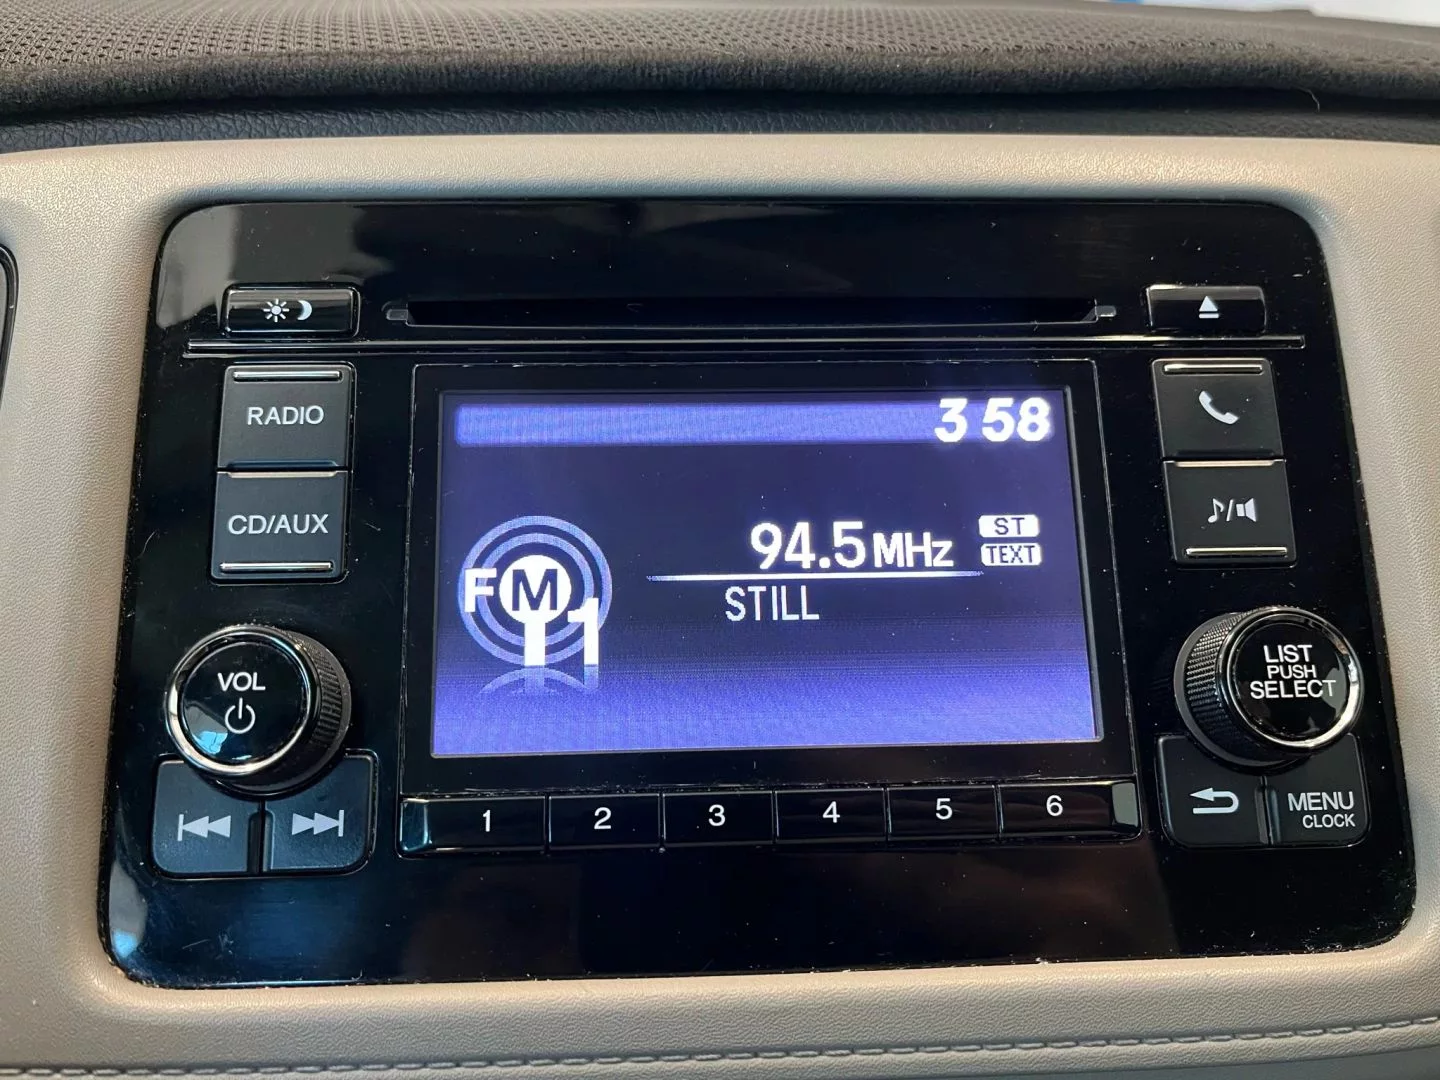 RADIO
CD/AUX
VOL
3 58
94.5 MHz
ST
TEXT
STILL
FM
1
LIST
PUSH
SELECT
1 2 3 4 5 6
MENU
CLOCK